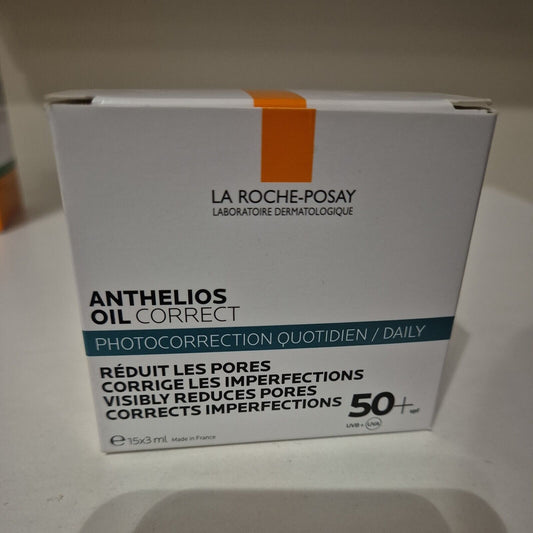 LA ROCHE-POSAY
LABORATOIRE DERMATOLOGIQUE
ANTHELIOS
OIL CORRECT
PHOTOCORRECTION QUOTIDIEN / DAILY
RÉDUIT LES PORES
CORRIGE LES IMPERFECTIONS
VISIBLY REDUCES PORES
CORRECTS IMPERFECTIONS
50+ spf
UVB + UVA
e 15x3 ml Made in France